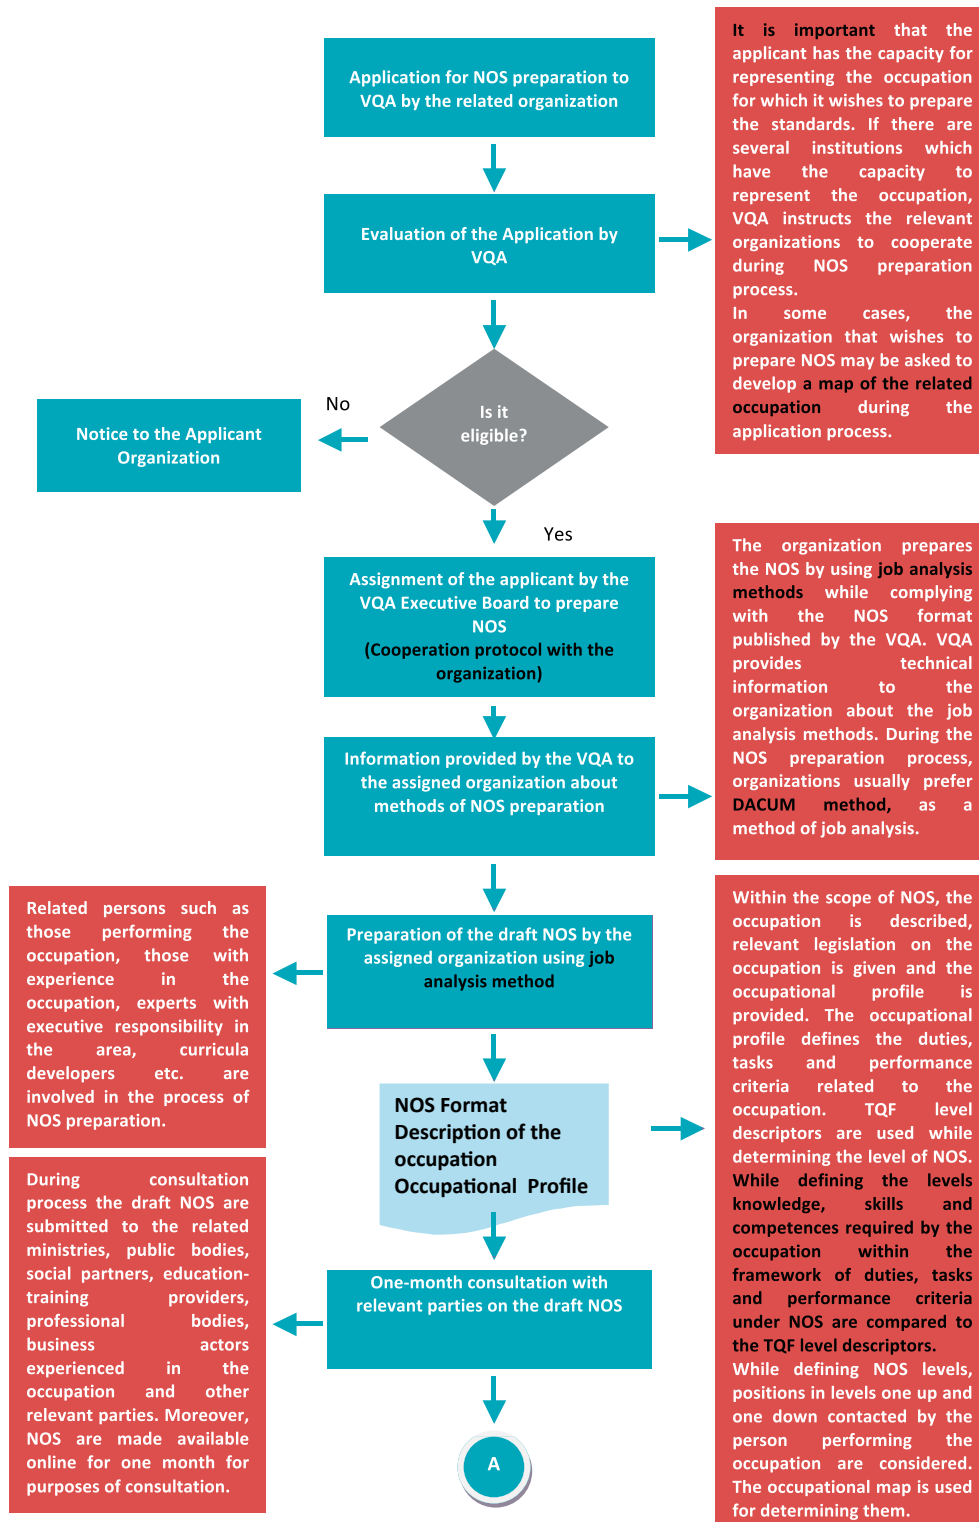 Application for NOS preparation to
VQA by the related organization
It is important that the
applicant has the capacity for
representing the occupation
for which it wishes to prepare
the standards. If there are
several institutions which
have the capacity to
represent the occupation,
VQA instructs the relevant
organizations to cooperate
during NOS preparation
process.
In some cases, the
organization that wishes to
prepare NOS may be asked to
develop a map of the related
occupation during the
application process.
Evaluation of the Application by
VQA
Is it
eligible?
No
Notice to the Applicant
Organization
Yes
Assignment of the applicant by the
VQA Executive Board to prepare
NOS
(Cooperation protocol with the
organization)
The organization prepares
the NOS by using job analysis
methods while complying
with the NOS format
published by the VQA. VQA
provides technical
information to the
organization about the job
analysis methods. During the
NOS preparation process,
organizations usually prefer
DACUM method, as a
method of job analysis.
Information provided by the VQA to
the assigned organization about
methods of NOS preparation
Preparation of the draft NOS by the
assigned organization using job
analysis method
Related persons such as
those performing the
occupation, those with
experience in the
occupation, experts with
executive responsibility in
the area, curricula
developers etc. are
involved in the process of
NOS preparation.
Within the scope of NOS, the
occupation is described,
relevant legislation on the
occupation is given and the
occupational profile is
provided. The occupational
profile defines the duties,
tasks and performance
criteria related to the
occupation. TQF level
descriptors are used while
determining the level of NOS.
While defining the levels
knowledge, skills and
competences required by the
occupation within the
framework of duties, tasks
and performance criteria
under NOS are compared to
the TQF level descriptors.
While defining NOS levels,
positions in levels one up and
one down contacted by the
person performing the
occupation are considered.
The occupational map is used
for determining them.
NOS Format
Description of the
occupation
Occupational Profile
During consultation
process the draft NOS are
submitted to the related
ministries, public bodies,
social partners, education-
training providers,
professional bodies,
business actors
experienced in the
occupation and other
relevant parties. Moreover,
NOS are made available
online for one month for
purposes of consultation.
One-month consultation with
relevant parties on the draft NOS
A